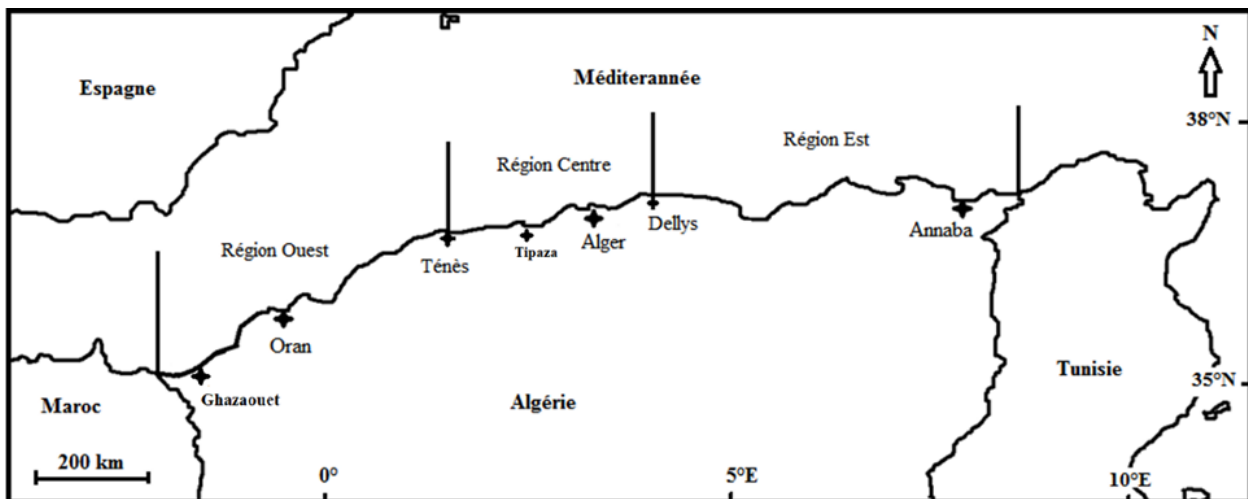 N
Espagne
Méditerannée
38°N
Région Est
Région Centre
Région Ouest
Ténès
Tipaza
Alger
Dellys
Annaba
Oran
Ghazaouet
Maroc
Algérie
Tunisie
35°N
200 km
0°
5°E
10°E